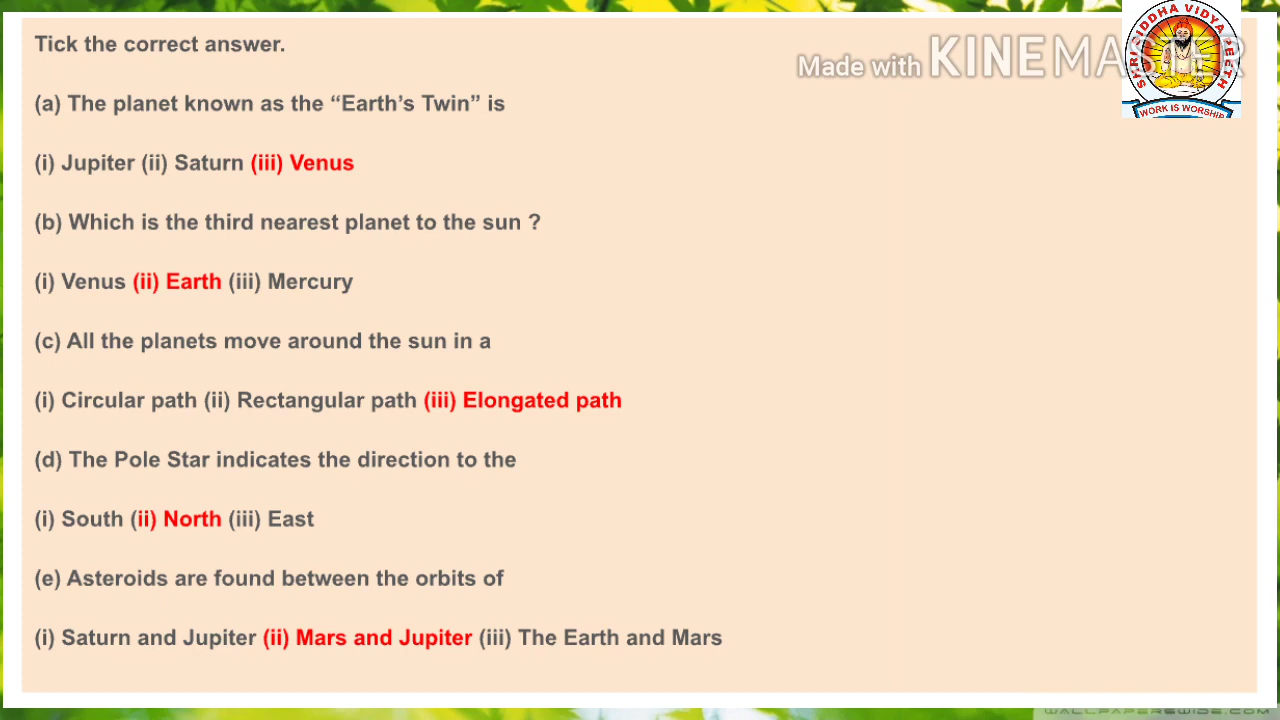 Tick the correct answer.
Made with KINEMASTER
SHRI SIDDHA VIDYA PEETH
WORK IS WORSHIP
(a) The planet known as the “Earth’s Twin” is
(i) Jupiter (ii) Saturn (iii) Venus
(b) Which is the third nearest planet to the sun ?
(i) Venus (ii) Earth (iii) Mercury
(c) All the planets move around the sun in a
(i) Circular path (ii) Rectangular path (iii) Elongated path
(d) The Pole Star indicates the direction to the
(i) South (ii) North (iii) East
(e) Asteroids are found between the orbits of
(i) Saturn and Jupiter (ii) Mars and Jupiter (iii) The Earth and Mars